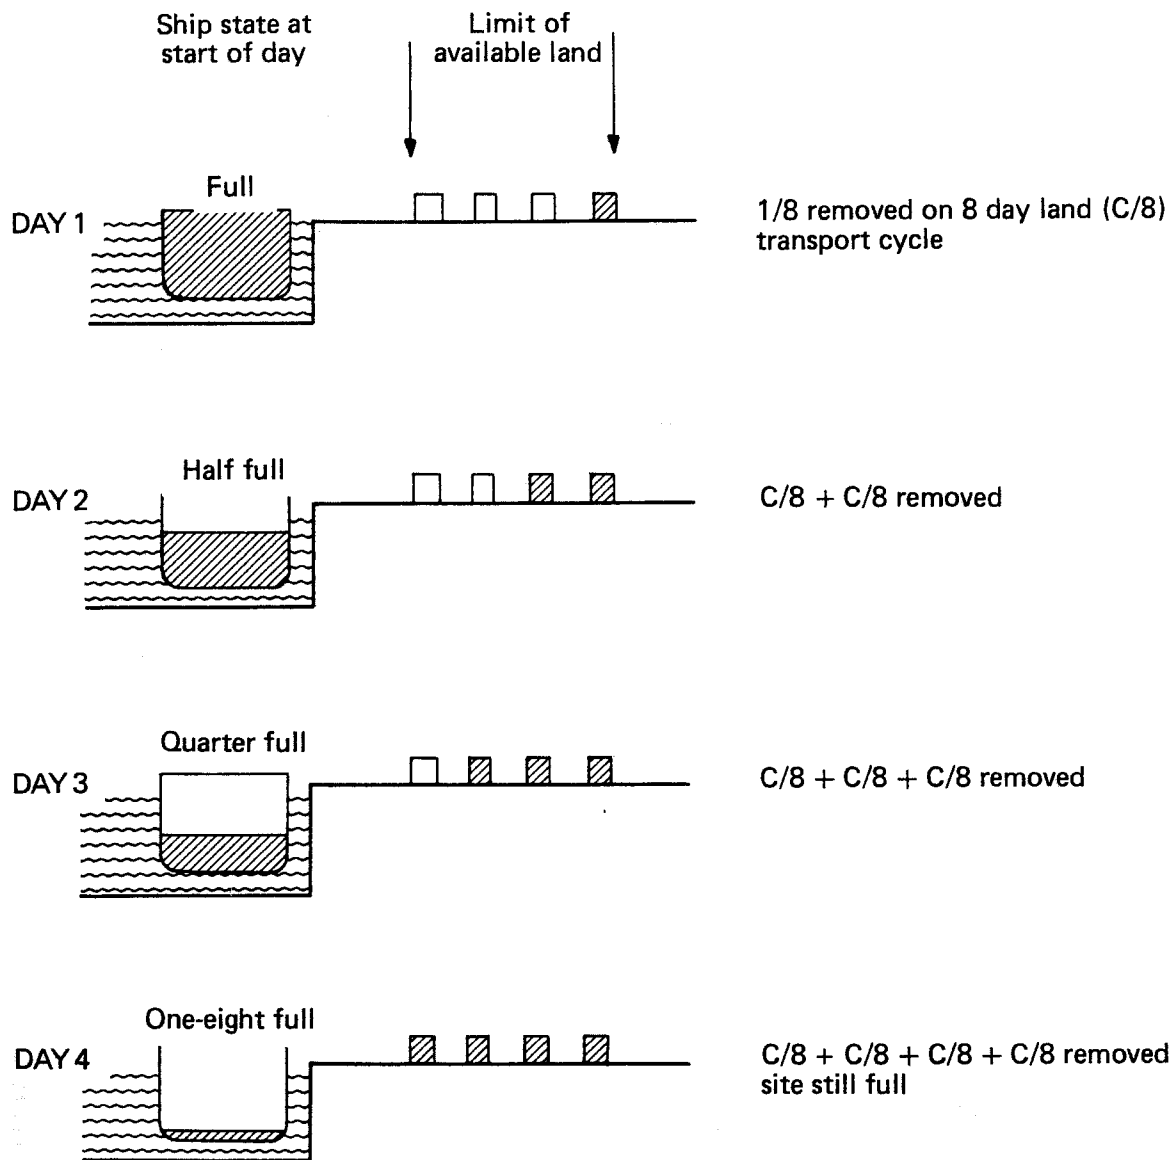 Ship state at
start of day
Limit of
available land
Full
DAY 1
1/8 removed on 8 day land (C/8)
transport cycle
Half full
DAY 2
C/8 + C/8 removed
Quarter full
DAY 3
C/8 + C/8 + C/8 removed
One-eight full
DAY 4
C/8 + C/8 + C/8 + C/8 removed
site still full